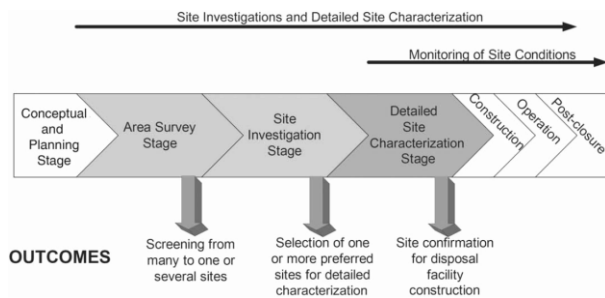 Site Investigations and Detailed Site Characterization
Monitoring of Site Conditions
Conceptual
and
Planning
Stage
Area Survey
Stage
Site
Investigation
Stage
Detailed
Site
Characterization
Stage
Construction
Operation
Post-closure
OUTCOMES
Screening from
many to one or
several sites
Selection of one
or more preferred
sites for detailed
characterization
Site confirmation
for disposal
facility
construction